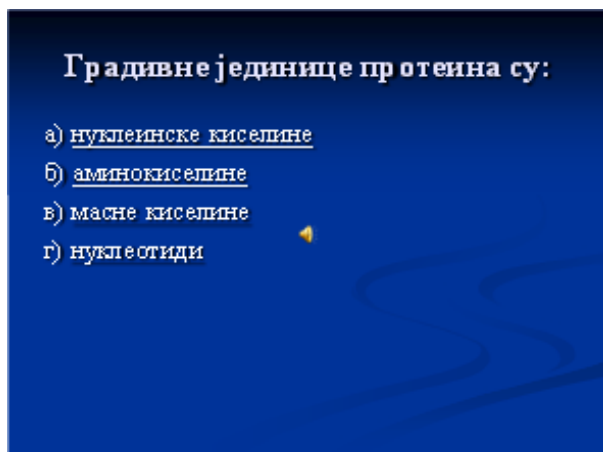 Градивне јединице протеина су:
а) нуклеинске киселине
б) аминокиселине
в) масне киселине
г) нуклеотиди